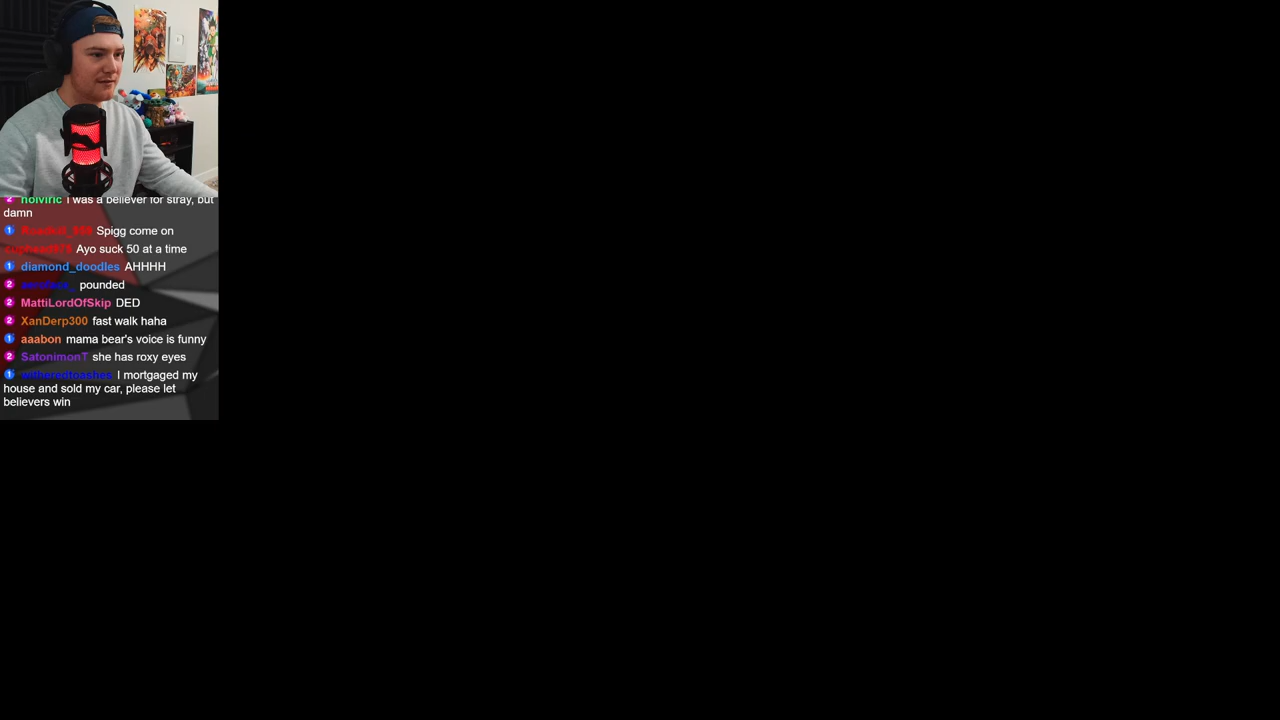 holviric I was a believer for stray, but
damn
Spigg come on
Ayo suck 50 at a time
diamond_doodles AHHHH
pounded
MattiLordOfSkip DED
XanDerp300 fast walk haha
aaabon mama bear's voice is funny
SatonimonT she has roxy eyes
witheredtoashes I mortgaged my
house and sold my car, please let
believers win